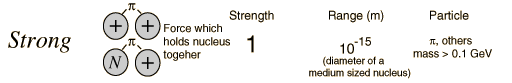 Strong
π
+ +
π
N +
Force which
holds nucleus
togeher
Strength
1
Range (m)
10-15
(diameter of a
medium sized nucleus)
Particle
π, others
mass > 0.1 GeV